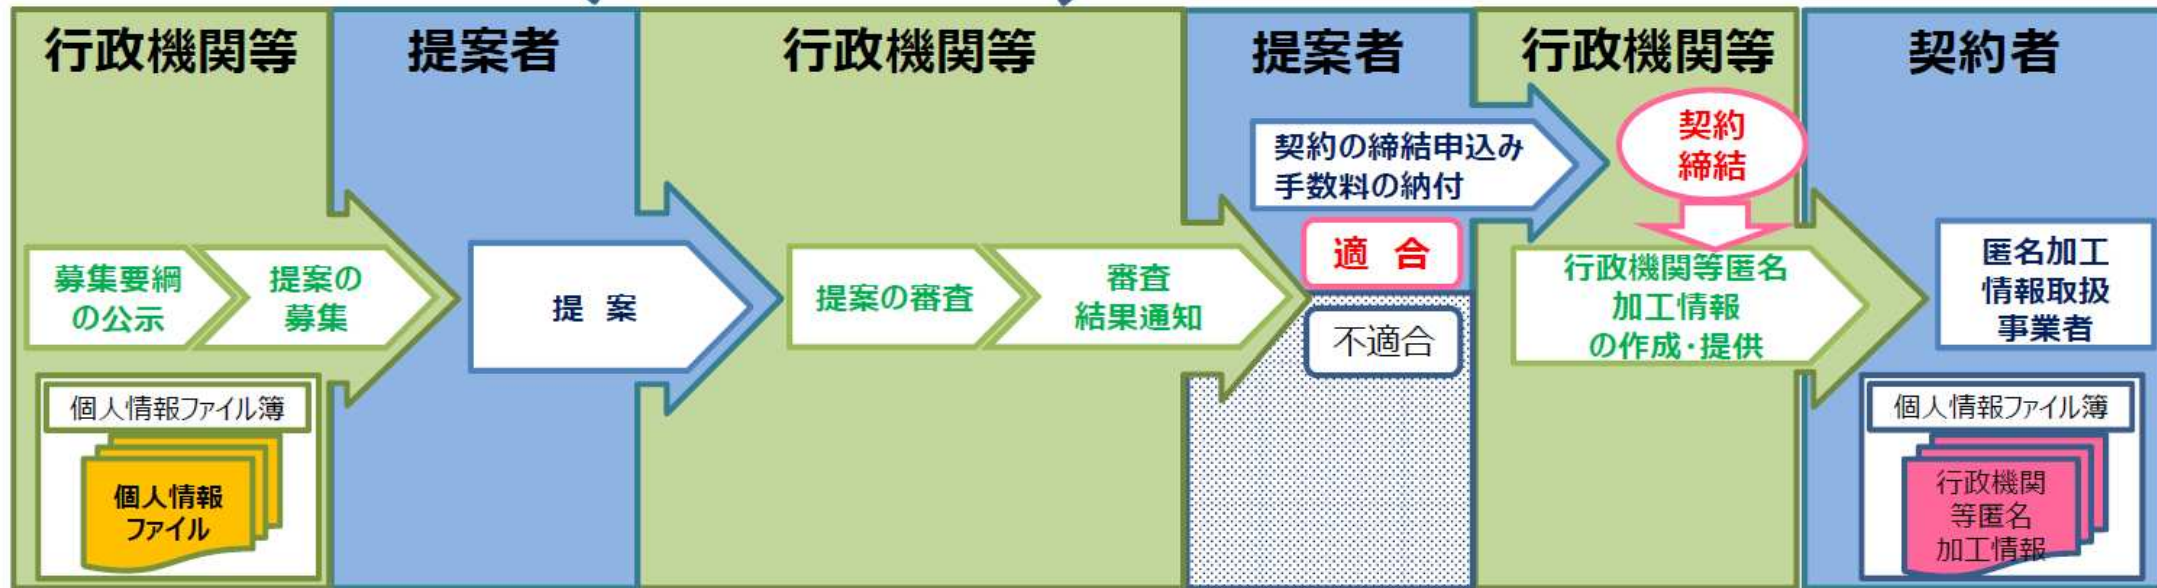 行政機関等
提案者
行政機関等
提案者
行政機関等
契約者
募集要綱
の公示
提案の
募集
個人情報ファイル簿
個人情報
ファイル
提 案
提案の審査
審査
結果通知
契約の締結申込み
手数料の納付
適 合
不適合
契約
締結
行政機関等匿名
加工情報
の作成・提供
匿名加工
情報取扱
事業者
個人情報ファイル簿
行政機関
等匿名
加工情報